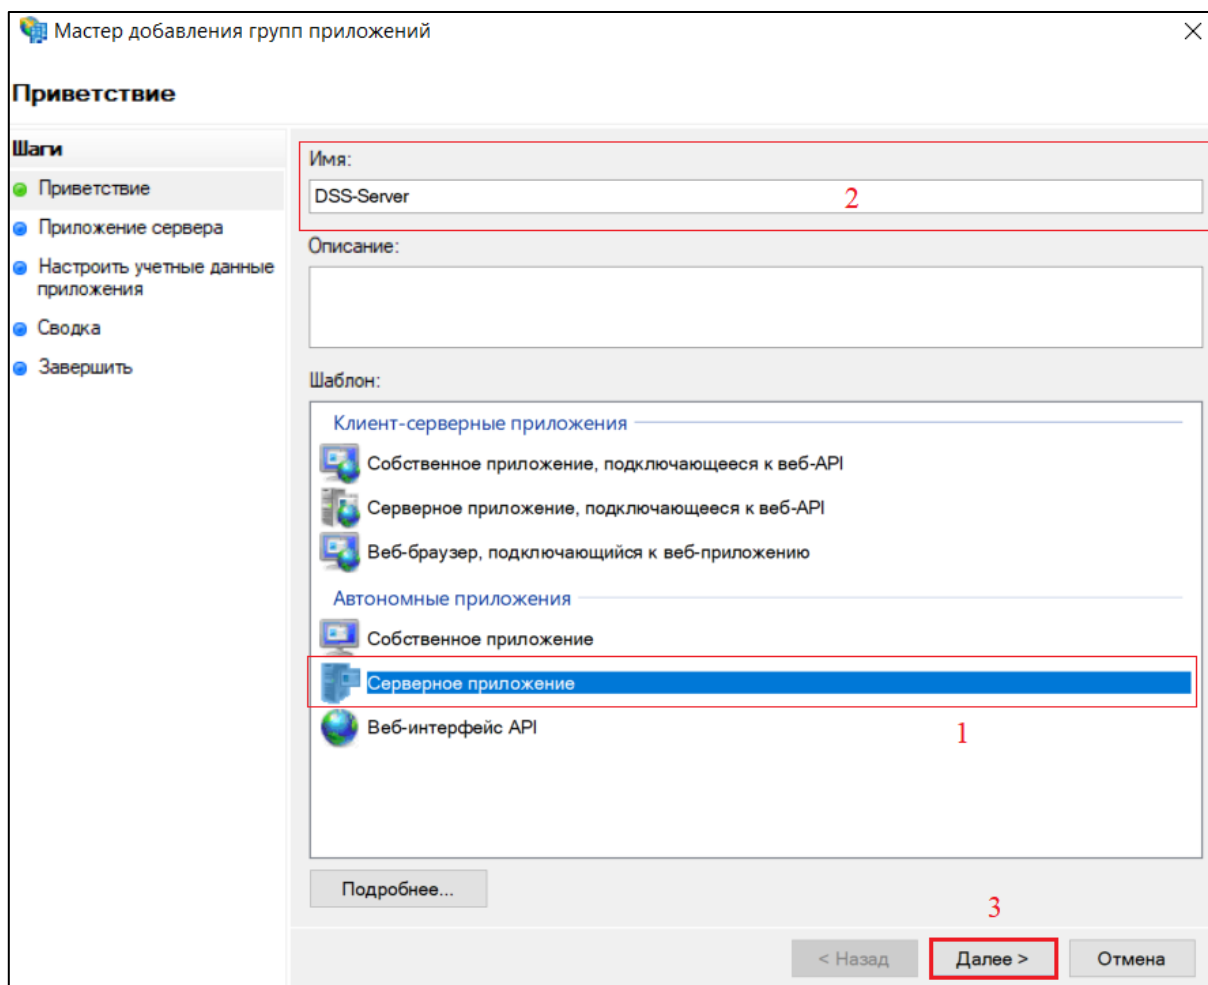 Мастер добавления групп приложений
Приветствие
Шаги
Приветствие
Приложение сервера
Настроить учетные данные
приложения
Сводка
Завершить
Имя:
DSS-Server
2
Описание:
Шаблон:
Клиент-серверные приложения
Собственное приложение, подключающееся к веб-API
Серверное приложение, подключающееся к веб-API
Веб-браузер, подключающийся к веб-приложению
Автономные приложения
Собственное приложение
Серверное приложение
Веб-интерфейс API
1
Подробнее...
3
< Назад
Далее >
Отмена